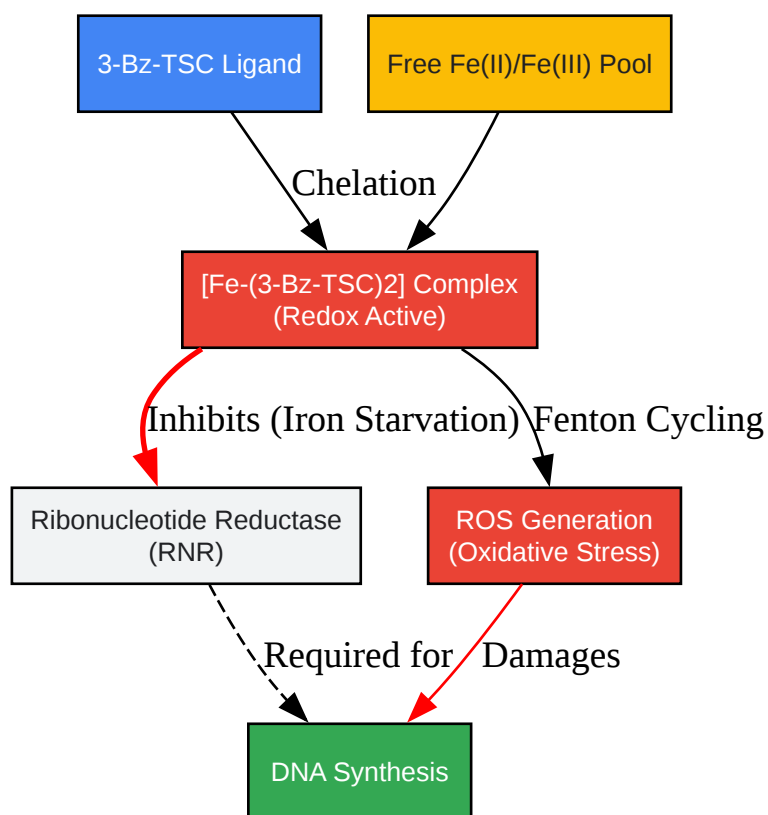 3-Bz-TSC Ligand
Free Fe(II)/Fe(III) Pool
Chelation
[Fe-(3-Bz-TSC)2] Complex
(Redox Active)
Inhibits (Iron Starvation)
Fenton Cycling
Ribonucleotide Reductase
(RNR)
ROS Generation
(Oxidative Stress)
Required for
Damages
DNA Synthesis